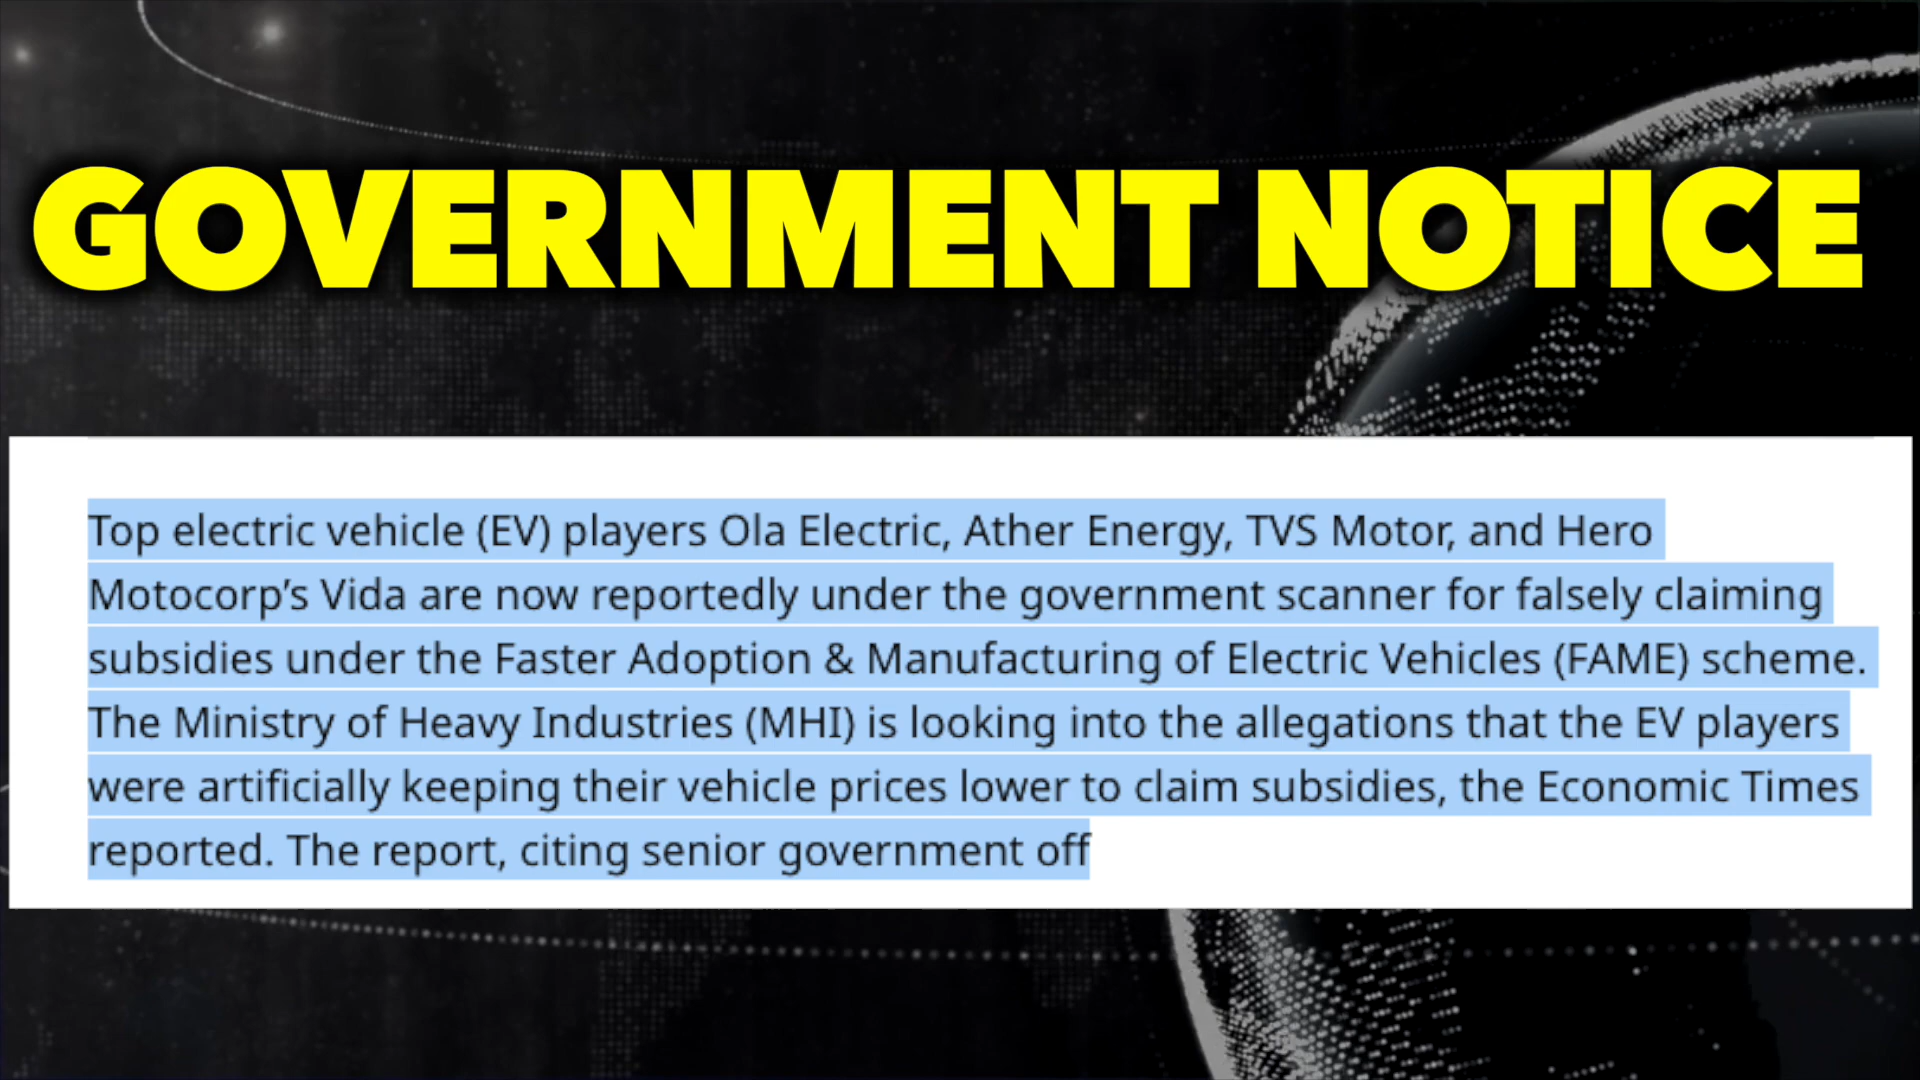 GOVERNMENT NOTICE
Top electric vehicle (EV) players Ola Electric, Ather Energy, TVS Motor, and Hero
Motocorp’s Vida are now reportedly under the government scanner for falsely claiming
subsidies under the Faster Adoption & Manufacturing of Electric Vehicles (FAME) scheme.
The Ministry of Heavy Industries (MHI) is looking into the allegations that the EV players
were artificially keeping their vehicle prices lower to claim subsidies, the Economic Times
reported. The report, citing senior government off